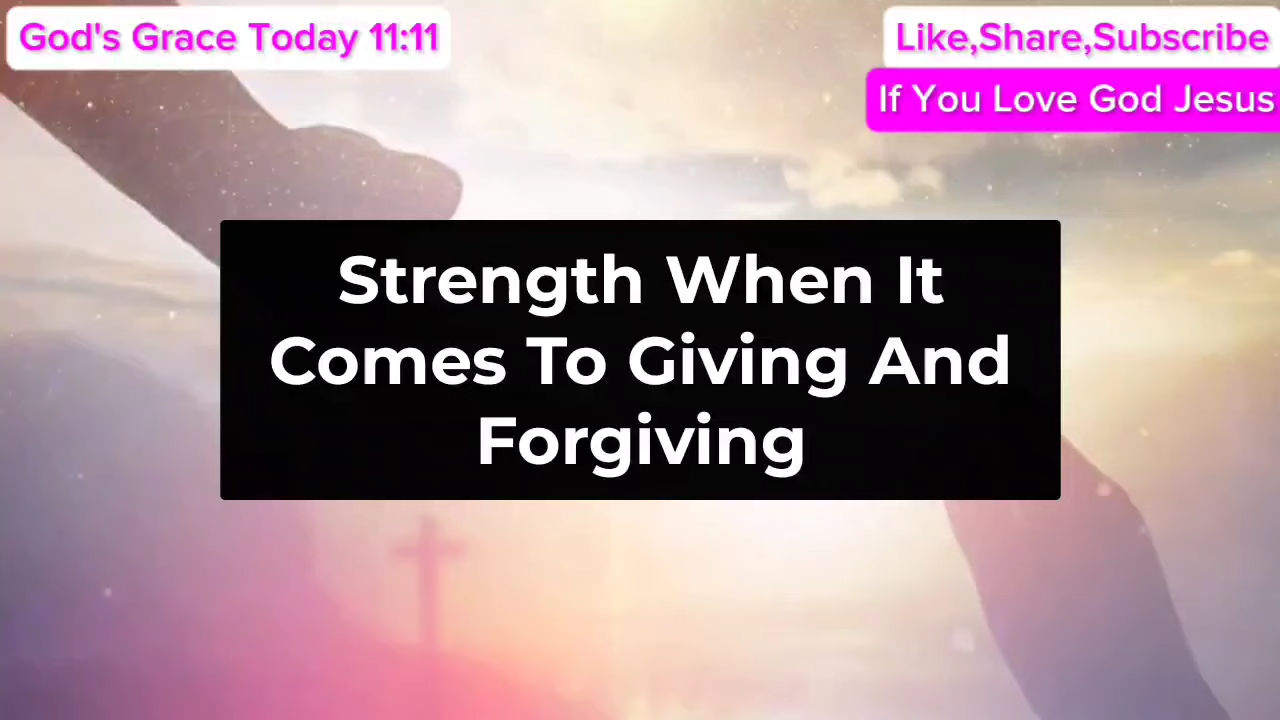 God's Grace Today 11:11
Like,Share,Subscribe
If You Love God Jesus
Strength When It
Comes To Giving And
Forgiving